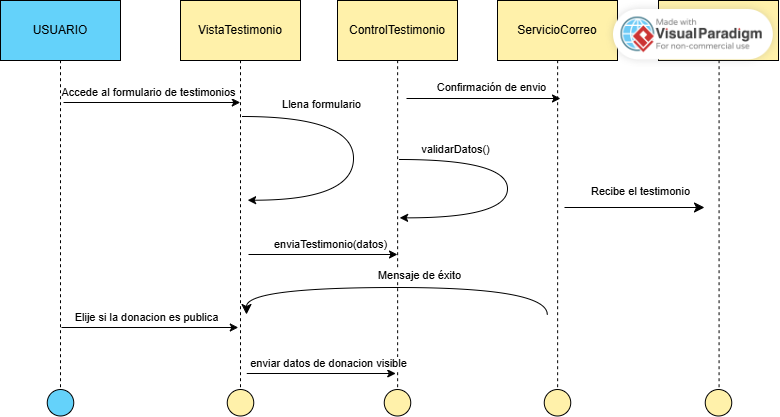 USUARIO
VistaTestimonio
ControlTestimonio
ServicioCorreo
Made with
VisualParadigm
For non-commercial use
Accede al formulario de testimonios
Confirmación de envio
Llena formulario
validarDatos()
Recibe el testimonio
enviaTestimonio(datos)
Mensaje de éxito
Elije si la donacion es publica
enviar datos de donacion visible